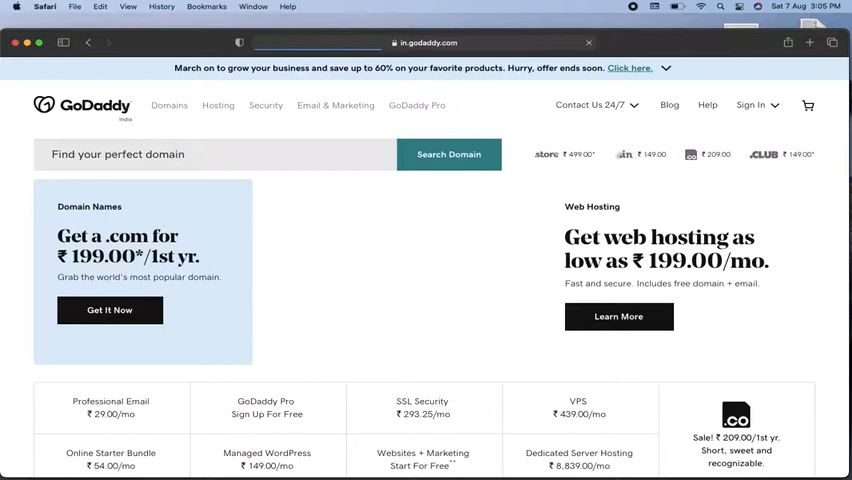 Safari File Edit View History Bookmarks Window Help Sat 7 Aug 3:05 PM
in.godaddy.com
March on to grow your business and save up to 60% on your favorite products. Hurry, offer ends soon. Click here.
GoDaddy Domains Hosting Security Email & Marketing GoDaddy Pro Contact Us 24/7 Blog Help Sign In
India
Find your perfect domain Search Domain .store ₹ 499.00* .in ₹ 149.00 .co ₹ 209.00 .CLUB ₹ 149.00*
Domain Names
Get a .com for
₹ 199.00*/1st yr.
Grab the world's most popular domain.
Get It Now
Web Hosting
Get web hosting as
low as ₹ 199.00/mo.
Fast and secure. Includes free domain + email.
Learn More
Professional Email
₹ 29.00/mo
GoDaddy Pro
Sign Up For Free
SSL Security
₹ 293.25/mo
VPS
₹ 439.00/mo
.co
Sale! ₹ 209.00/1st yr.
Short, sweet and
recognizable.
Online Starter Bundle
₹ 54.00/mo
Managed WordPress
₹ 149.00/mo
Websites + Marketing
Start For Free**
Dedicated Server Hosting
₹ 8,839.00/mo